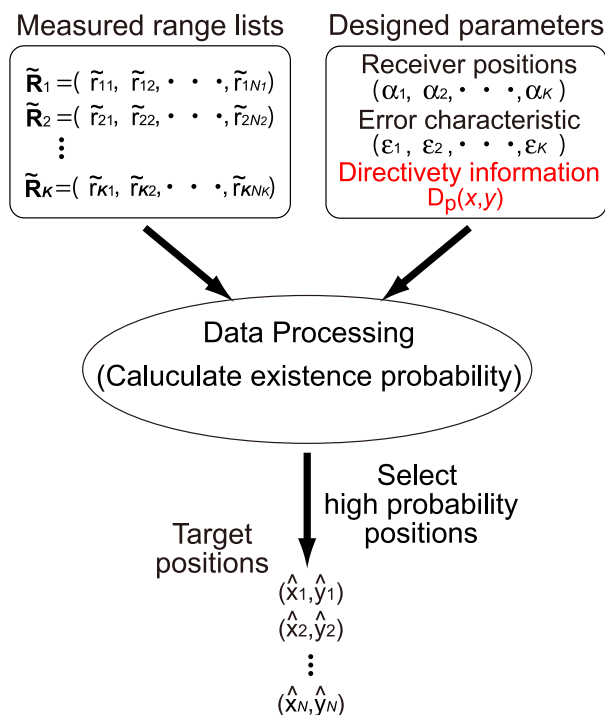 Measured range lists
R̃1 =( r̃11, r̃12, · · ·, r̃1N1)
R̃2 =( r̃21, r̃22, · · ·, r̃2N2)
⋮
R̃K =( r̃K1, r̃K2, · · ·, r̃KNK)
Designed parameters
Receiver positions
(α1, α2, · · ·, αK)
Error characteristic
(ε1, ε2, · · ·, εK)
Directivety information
Dp(x,y)
Data Processing
(Caluculate existence probability)
Select
high probability
positions
Target
positions
(x̂1,ŷ1)
(x̂2,ŷ2)
⋮
(x̂N,ŷN)